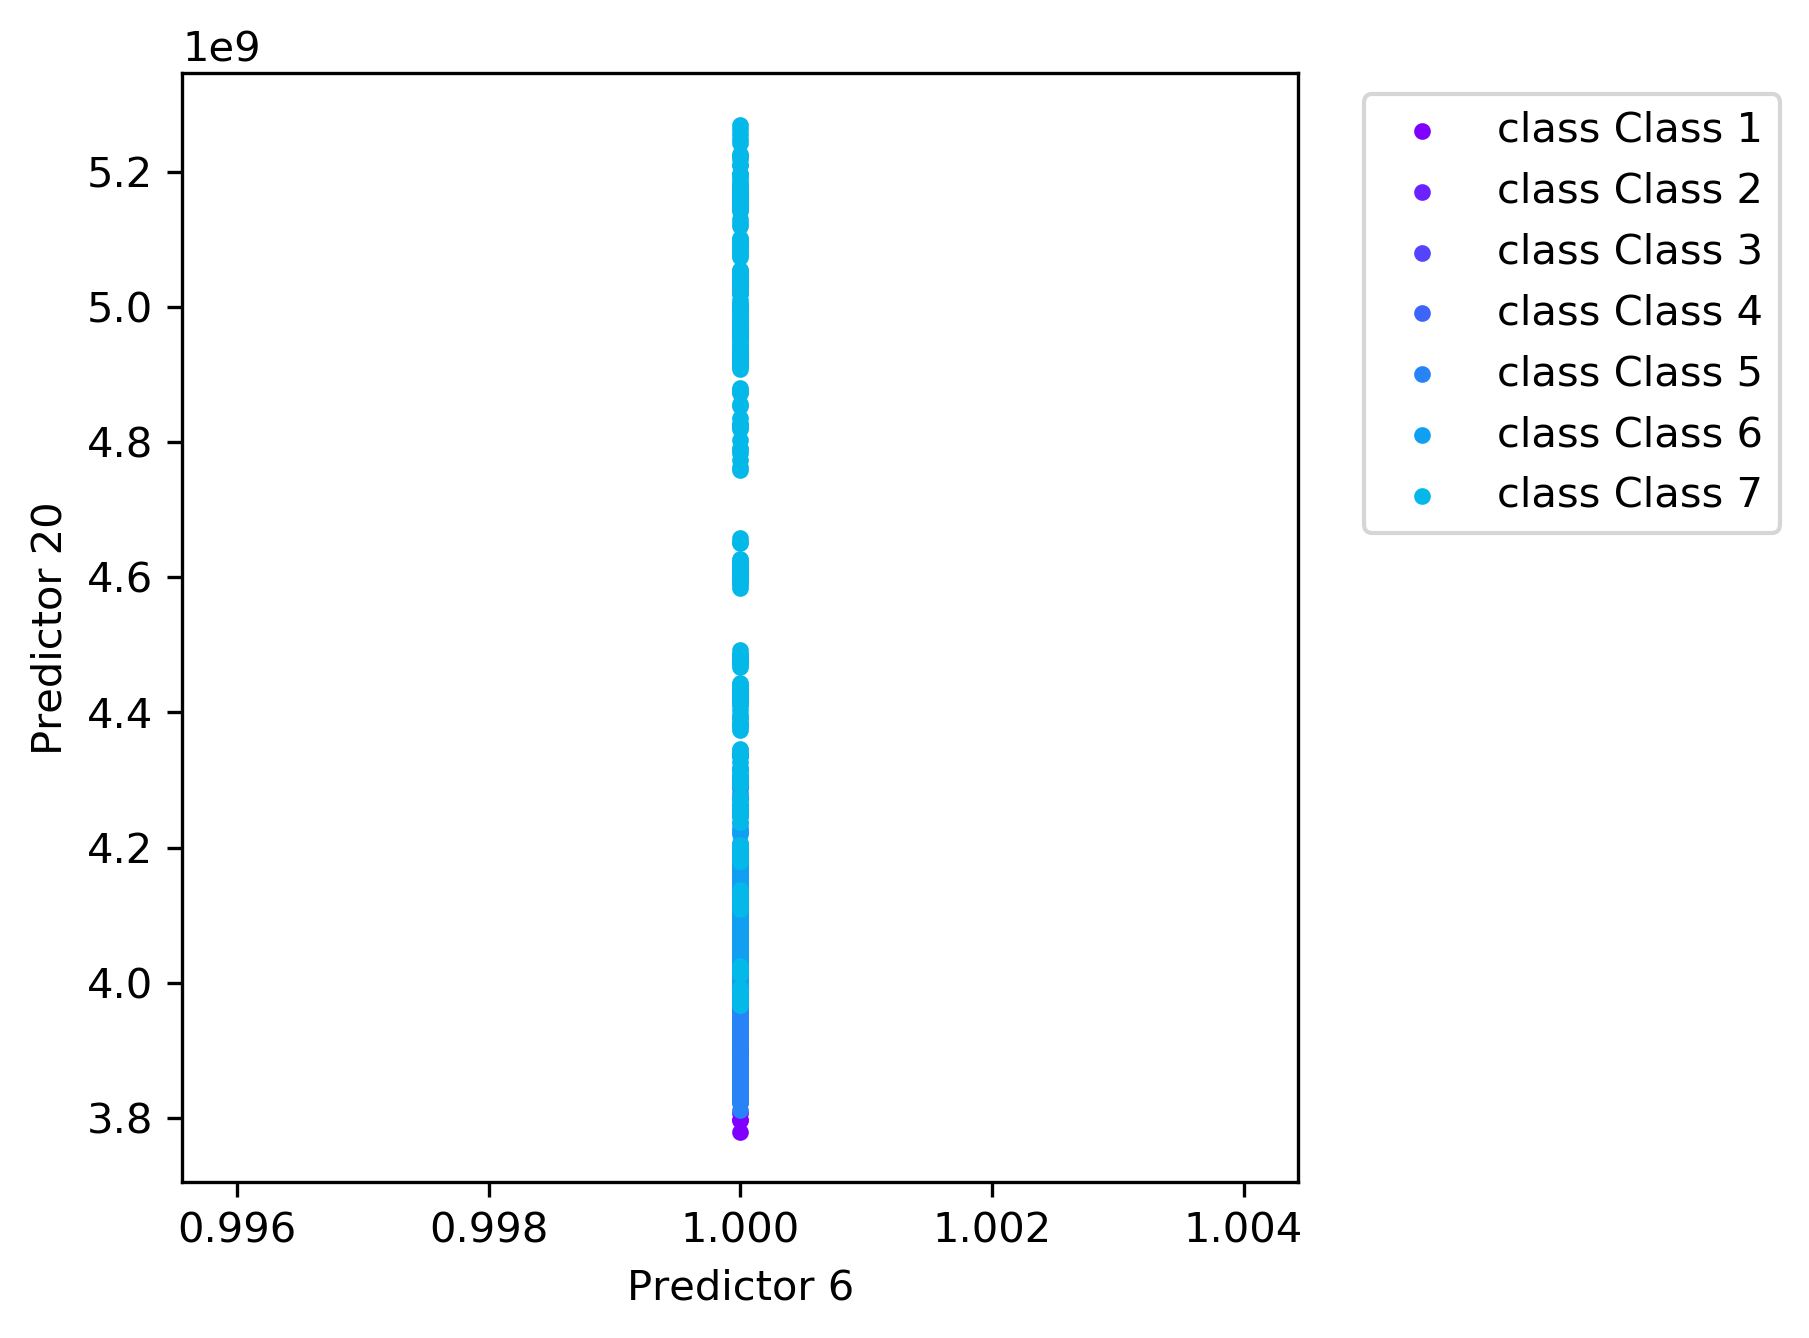 1e9
5.2
5.0
4.8
4.6
4.4
4.2
4.0
3.8
Predictor 20
0.996 0.998 1.000 1.002 1.004
Predictor 6
class Class 1
class Class 2
class Class 3
class Class 4
class Class 5
class Class 6
class Class 7